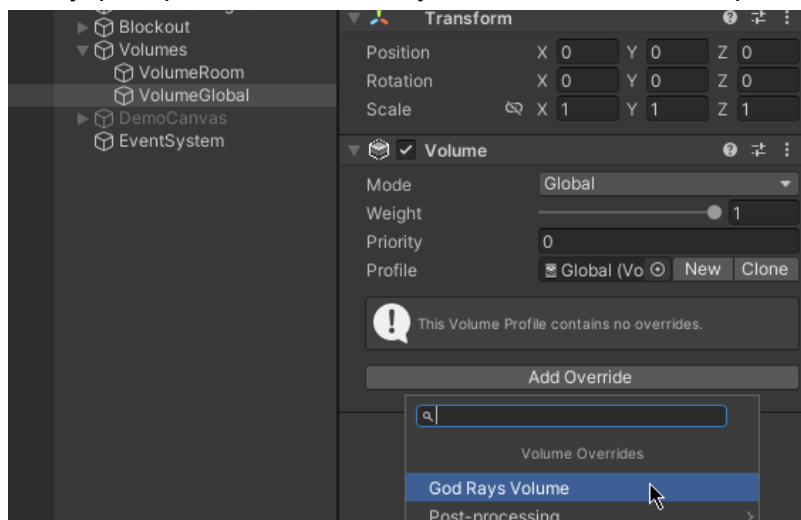 Blockout
Volumes
VolumeRoom
VolumeGlobal
DemoCanvas
EventSystem
Transform
Position X 0 Y 0 Z 0
Rotation X 0 Y 0 Z 0
Scale X 1 Y 1 Z 1
Volume
Mode Global
Weight 1
Priority 0
Profile Global (Vo New Clone
This Volume Profile contains no overrides.
Add Override
Volume Overrides
God Rays Volume
Post-processing